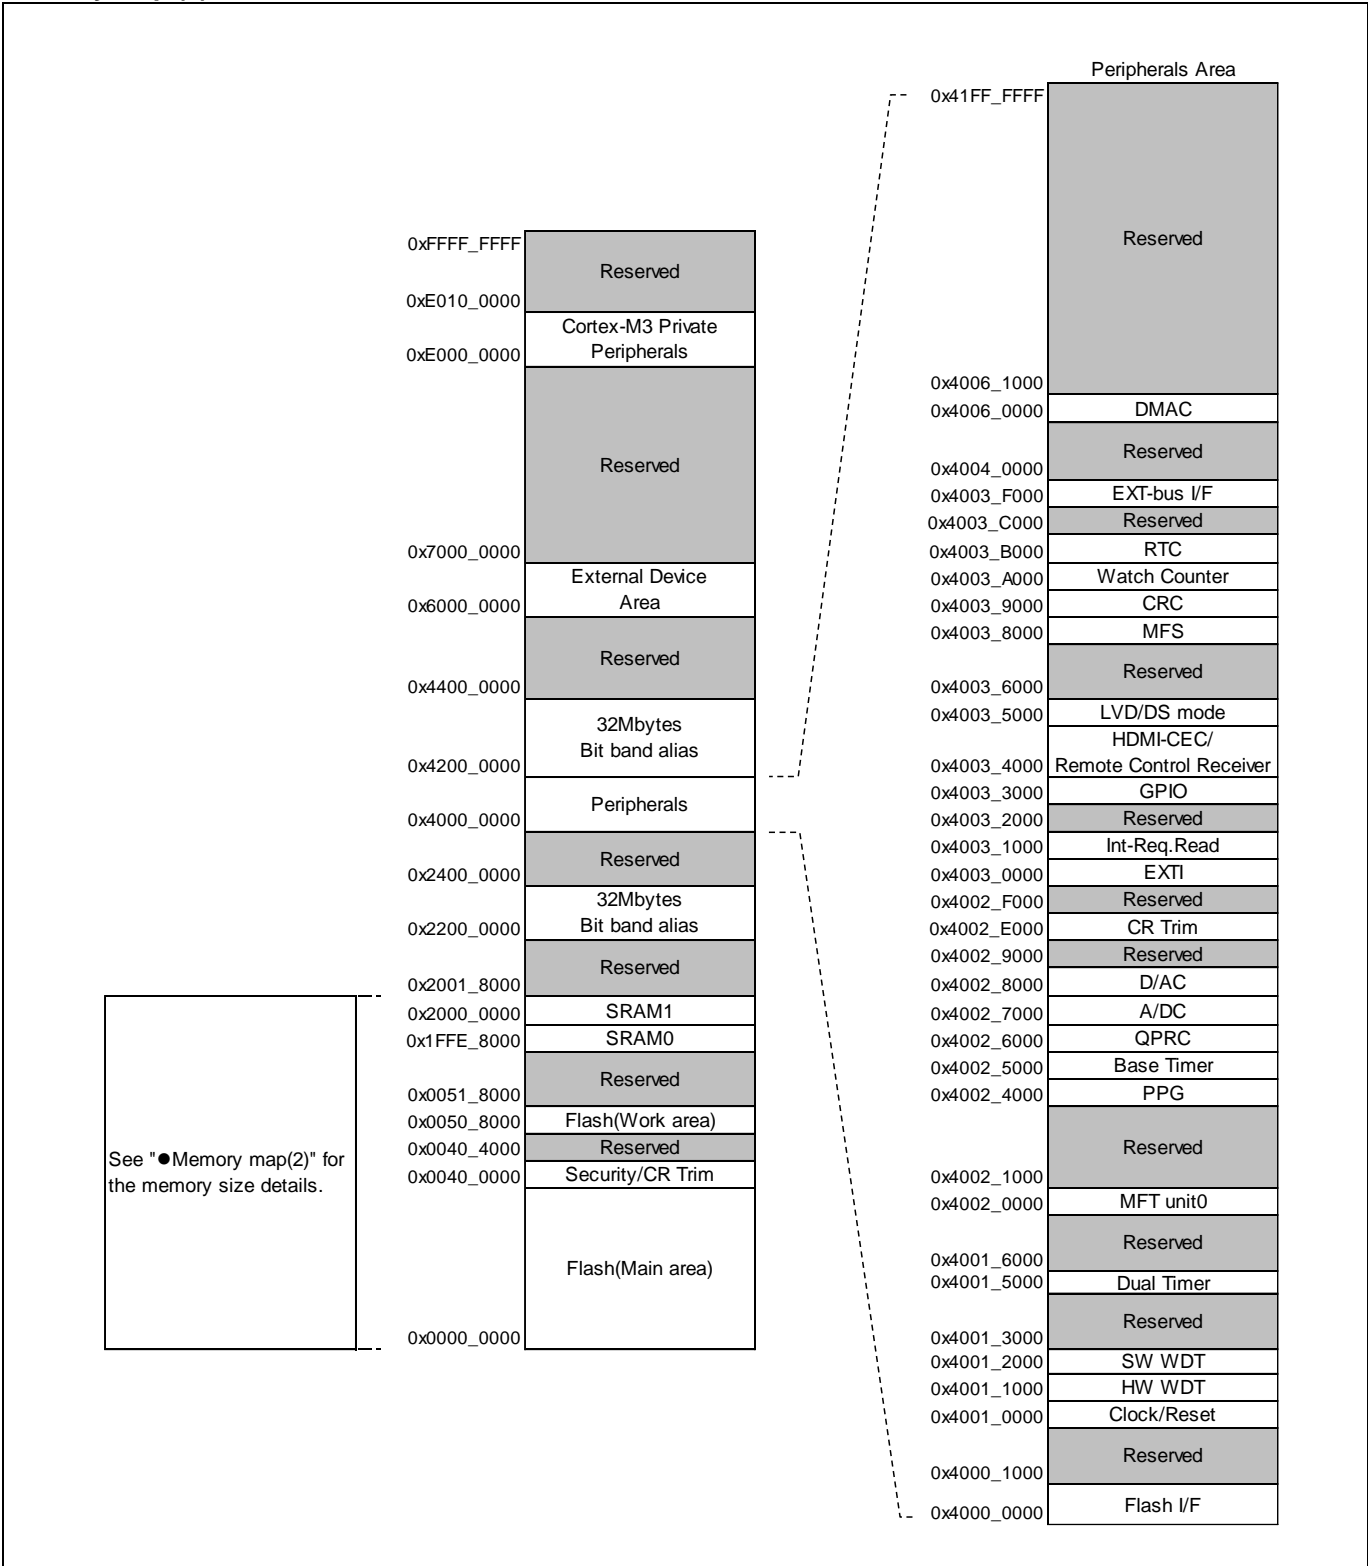 Peripherals Area
0x41FF_FFFF
Reserved
0x4006_1000
0x4006_0000 DMAC
Reserved
0x4004_0000
0x4003_F000 EXT-bus I/F
0x4003_C000 Reserved
0x4003_B000 RTC
0x4003_A000 Watch Counter
0x4003_9000 CRC
0x4003_8000 MFS
Reserved
0x4003_6000
0x4003_5000 LVD/DS mode
HDMI-CEC/
0x4003_4000 Remote Control Receiver
0x4003_3000 GPIO
0x4003_2000 Reserved
0x4003_1000 Int-Req.Read
0x4003_0000 EXTI
0x4002_F000 Reserved
0x4002_E000 CR Trim
0x4002_9000 Reserved
0x4002_8000 D/AC
0x4002_7000 A/DC
0x4002_6000 QPRC
0x4002_5000 Base Timer
0x4002_4000 PPG
Reserved
0x4002_1000
0x4002_0000 MFT unit0
Reserved
0x4001_6000
0x4001_5000 Dual Timer
Reserved
0x4001_3000
0x4001_2000 SW WDT
0x4001_1000 HW WDT
0x4001_0000 Clock/Reset
Reserved
0x4000_1000
0x4000_0000 Flash I/F
0xFFFF_FFFF
Reserved
0xE010_0000
Cortex-M3 Private
0xE000_0000 Peripherals
Reserved
0x7000_0000
External Device
0x6000_0000 Area
Reserved
0x4400_0000
32Mbytes
Bit band alias
0x4200_0000
Peripherals
0x4000_0000
Reserved
0x2400_0000
32Mbytes
0x2200_0000 Bit band alias
Reserved
0x2001_8000
0x2000_0000 SRAM1
0x1FFE_8000 SRAM0
Reserved
0x0051_8000
0x0050_8000 Flash(Work area)
0x0040_4000 Reserved
0x0040_0000 Security/CR Trim
Flash(Main area)
0x0000_0000
See "●Memory map(2)" for
the memory size details.